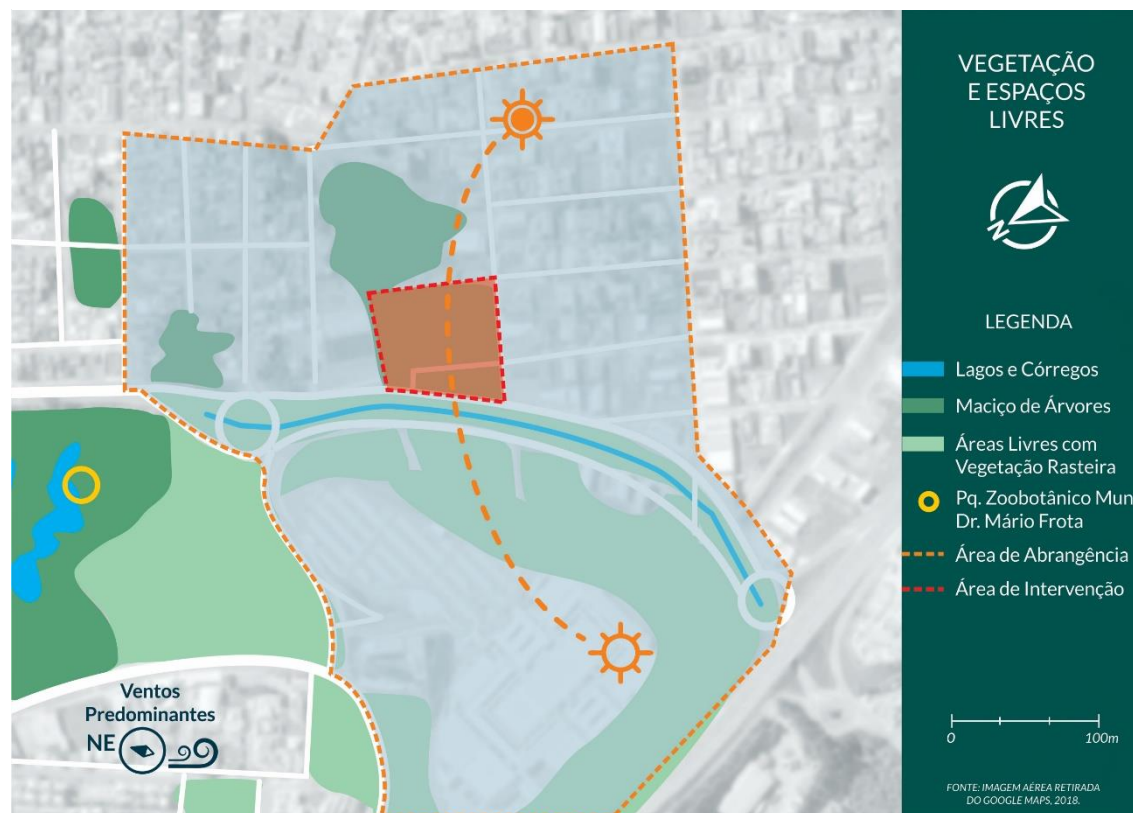 VEGETAÇÃO
E ESPAÇOS
LIVRES
N
LEGENDA
Lagos e Córregos
Maciço de Árvores
Áreas Livres com
Vegetação Rasteira
Pq. Zoobotânico Mun
Dr. Mário Frota
Área de Abrangência
Área de Intervenção
0 100m
FONTE: IMAGEM AÉREA RETIRADA
DO GOOGLE MAPS, 2018.
Ventos
Predominantes
NE